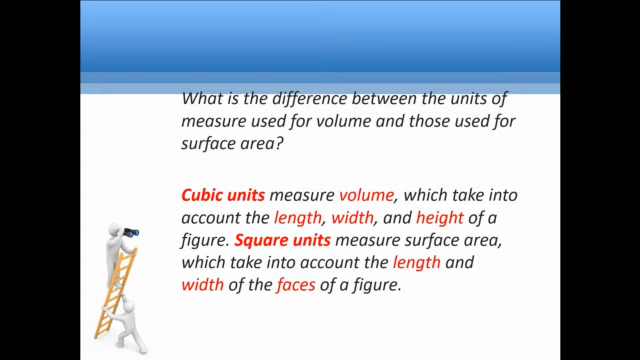 What is the difference between the units of
measure used for volume and those used for
surface area?
Cubic units measure volume, which take into
account the length, width, and height of a
figure. Square units measure surface area,
which take into account the length and
width of the faces of a figure.